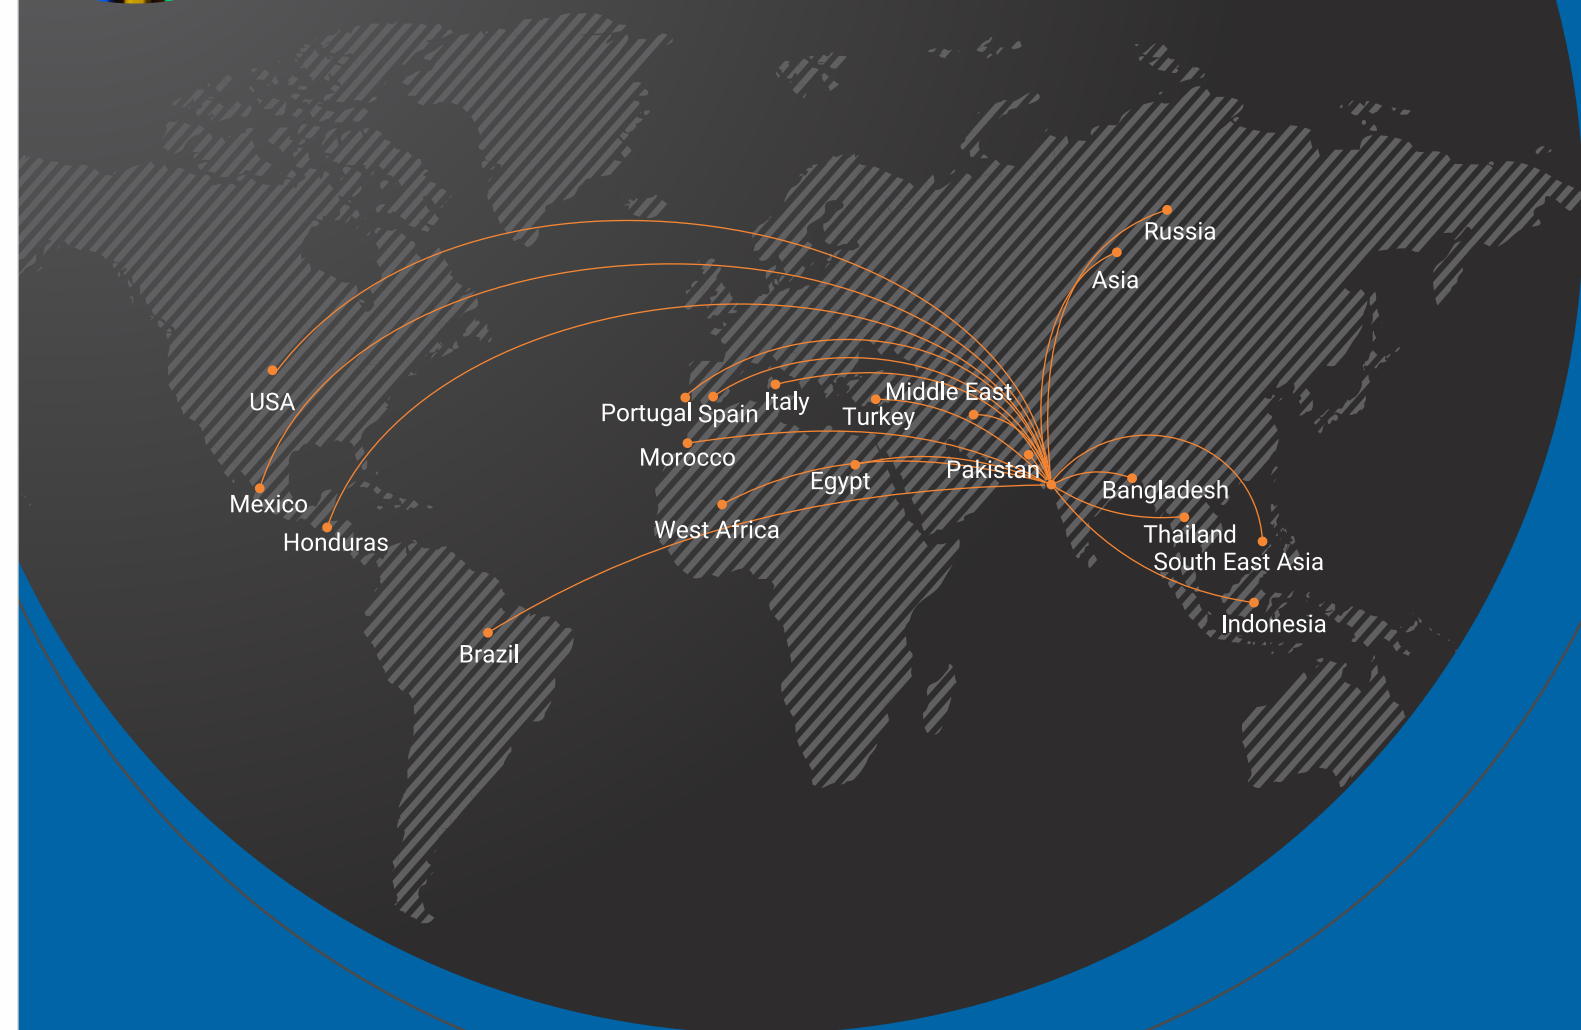 Russia
Asia
USA
Middle East
Italy
Portugal
Spain
Turkey
Morocco
Pakistan
Egypt
Bangladesh
Mexico
West Africa
Thailand
Honduras
South East Asia
Indonesia
Brazil